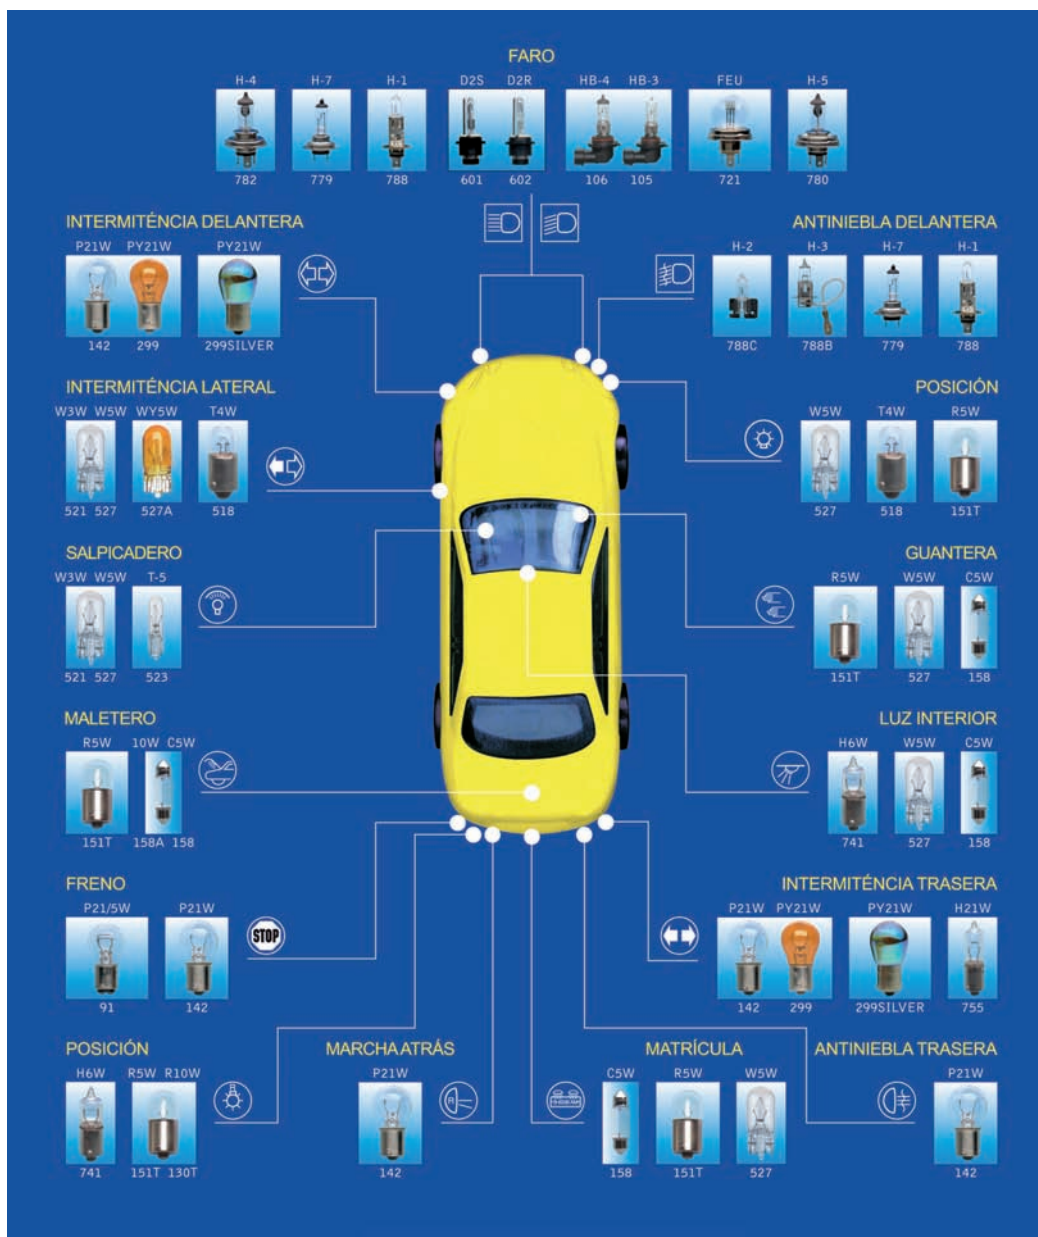 FARO
H-4 H-7 H-1 D2S D2R HB-4 HB-3 FEU H-5
782 779 788 601 602 106 105 721 780
INTERMITÉNCIA DELANTERA
P21W PY21W PY21W
142 299 299SILVER
ANTINIEBLA DELANTERA
H-2 H-3 H-7 H-1
788C 788B 779 788
INTERMITÉNCIA LATERAL
W3W W5W WY5W T4W
521 527 527A 518
POSICIÓN
W5W T4W R5W
527 518 151T
SALPICADERO
W3W W5W T-5
521 527 523
GUANTERA
R5W W5W C5W
151T 527 158
MALETERO
R5W 10W C5W
151T 158A 158
LUZ INTERIOR
H6W W5W C5W
741 527 158
FRENO
P21/5W P21W
STOP
91 142
INTERMITÉNCIA TRASERA
P21W PY21W PY21W H21W
142 299 299SILVER 755
POSICIÓN
H6W R5W R10W
741 151T 130T
MARCHA ATRÁS
P21W
R
142
MATRÍCULA
C5W R5W W5W
158 151T 527
ANTINIEBLA TRASERA
P21W
142